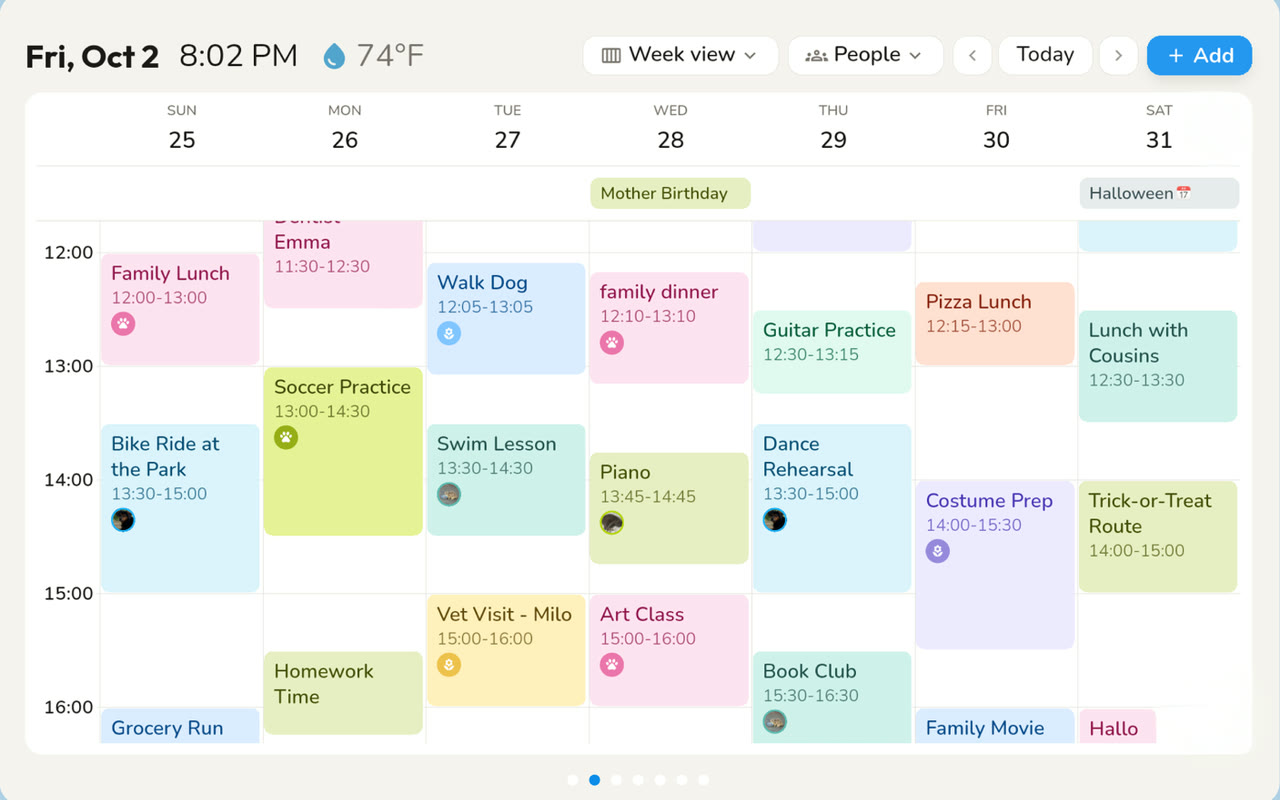 Fri, Oct 2 8:02 PM 74°F Week view People Today + Add
SUN MON TUE WED THU FRI SAT
25 26 27 28 29 30 31
Mother Birthday
Halloween
12:00
13:00
14:00
15:00
16:00
Family Lunch
12:00-13:00
Bike Ride at
the Park
13:30-15:00
Grocery Run
Dentist
Emma
11:30-12:30
Soccer Practice
13:00-14:30
Homework
Time
Walk Dog
12:05-13:05
Swim Lesson
13:30-14:30
Vet Visit - Milo
15:00-16:00
family dinner
12:10-13:10
Piano
13:45-14:45
Art Class
15:00-16:00
Guitar Practice
12:30-13:15
Dance
Rehearsal
13:30-15:00
Book Club
15:30-16:30
Pizza Lunch
12:15-13:00
Costume Prep
14:00-15:30
Family Movie
Lunch with
Cousins
12:30-13:30
Trick-or-Treat
Route
14:00-15:00
Hallo